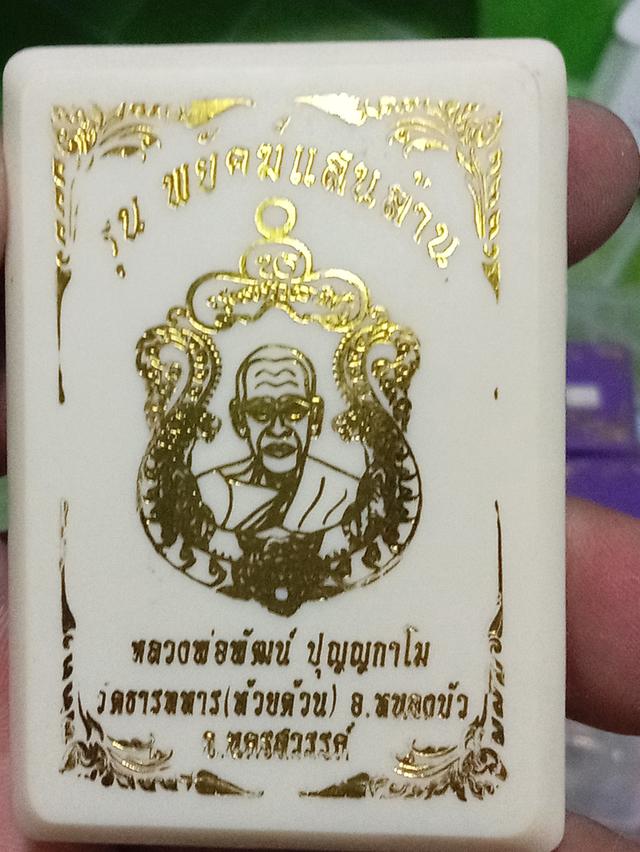 รุ่น พยัคฆ์แสนล้าน
หลวงพ่อพัฒน์ ปุญญกาโม
วัดธารทหาร(ห้วยด้วน) อ.หนองบัว
จ.นครสวรรค์